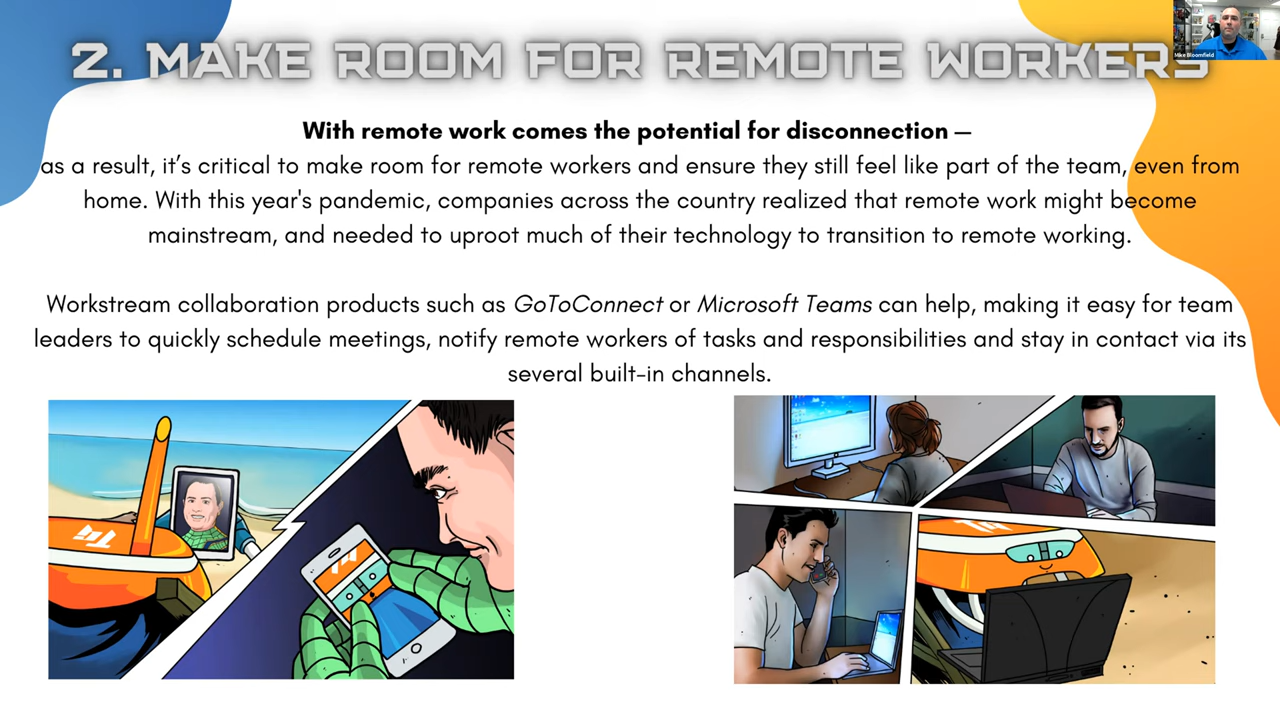 2. MAKE ROOM FOR REMOTE WORKERS
Mike Bloomfield
With remote work comes the potential for disconnection —
as a result, it's critical to make room for remote workers and ensure they still feel like part of the team, even from
home. With this year's pandemic, companies across the country realized that remote work might become
mainstream, and needed to uproot much of their technology to transition to remote working.
Workstream collaboration products such as GoToConnect or Microsoft Teams can help, making it easy for team
leaders to quickly schedule meetings, notify remote workers of tasks and responsibilities and stay in contact via its
several built-in channels.